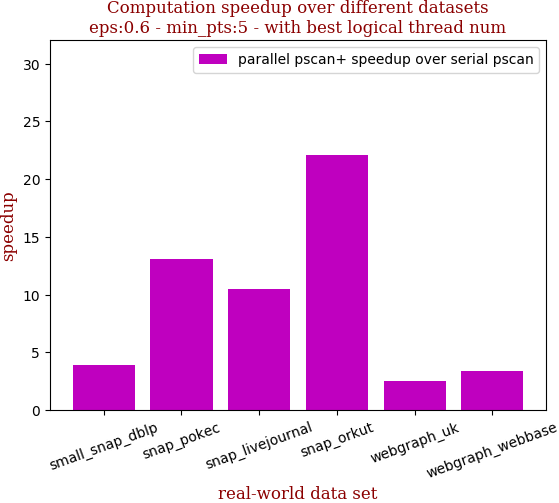 Computation speedup over different datasets
eps:0.6 - min_pts:5 - with best logical thread num
parallel pscan+ speedup over serial pscan
30
25
20
15
10
5
0
speedup
small_snap_dblp
snap_pokec
snap_livejournal
snap_orkut
webgraph_uk
webgraph_webbase
real-world data set